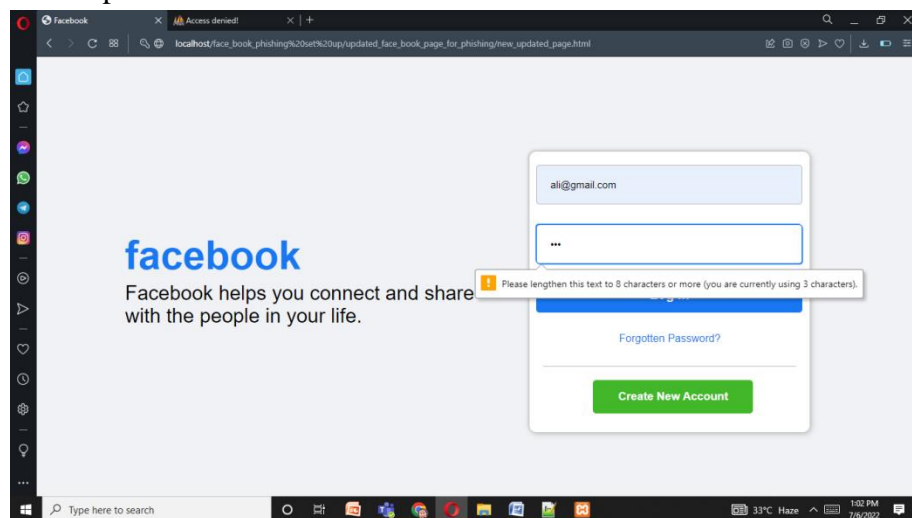 Facebook
Access denied!
localhost/face_book_phishing%20set%20up/updated_face_book_page_for_phishing/new_updated_page.html
ali@gmail.com
facebook
Facebook helps you connect and share
with the people in your life.
Please lengthen this text to 8 characters or more (you are currently using 3 characters).
Forgotten Password?
Create New Account
Type here to search
33°C Haze
1:02 PM
7/6/2022